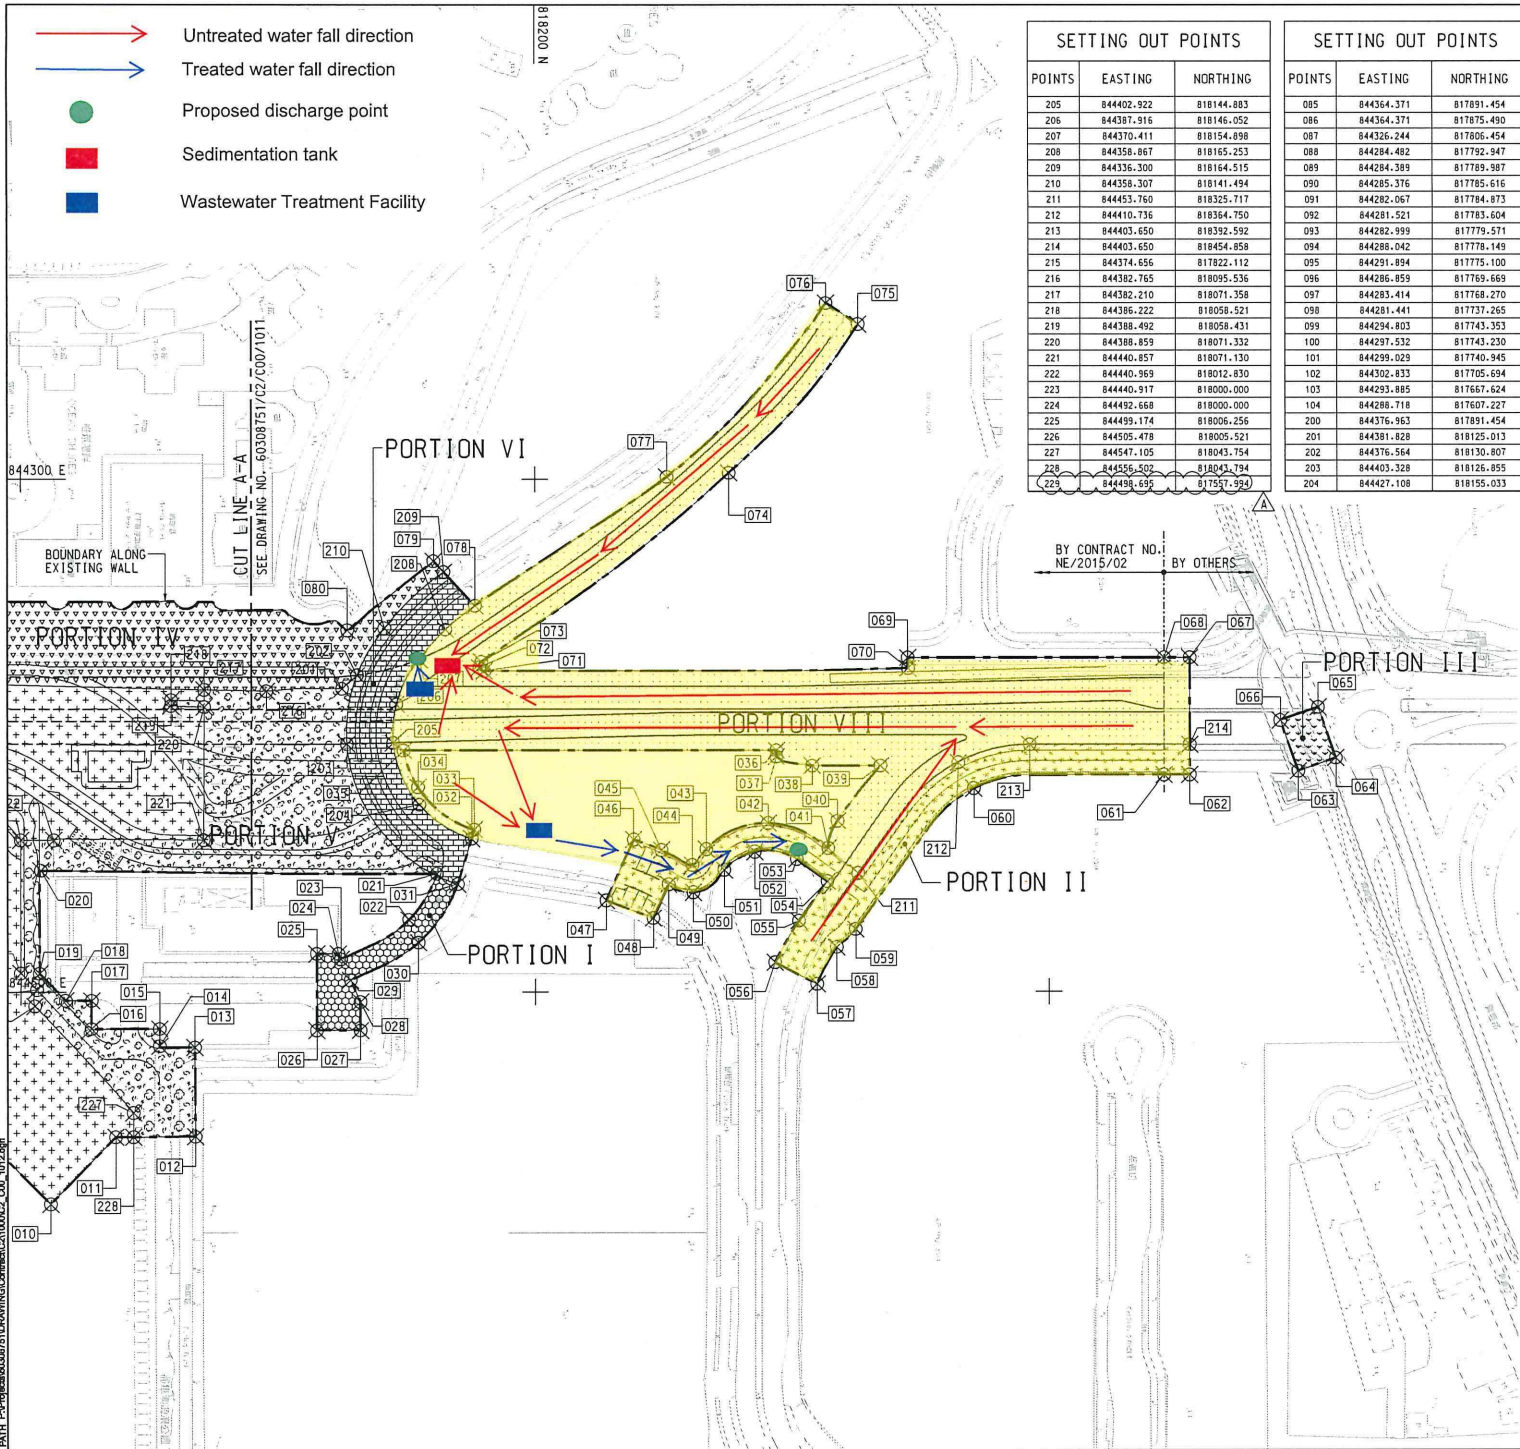 Untreated water fall direction
Treated water fall direction
Proposed discharge point
Sedimentation tank
Wastewater Treatment Facility
818200 N
SETTING OUT POINTS
POINTS EASTING NORTHING
205 844402.922 818144.883
206 844387.916 818146.052
207 844370.411 818154.898
208 844358.867 818165.253
209 844336.300 818164.515
210 844358.307 818141.494
211 844453.760 818325.717
212 844410.736 818364.750
213 844403.650 818392.592
214 844403.650 818454.858
215 844374.656 817822.112
216 844382.765 818095.536
217 844382.210 818071.358
218 844386.222 818058.521
219 844388.492 818058.431
220 844388.859 818071.332
221 844440.857 818071.130
222 844440.969 818012.830
223 844440.917 818000.000
224 844492.668 818000.000
225 844499.174 818006.256
226 844505.478 818005.521
227 844547.105 818043.754
228 844556.502 818043.794
229 844498.695 817557.994
A
SETTING OUT POINTS
POINTS EASTING NORTHING
085 844364.371 817891.454
086 844364.371 817875.490
087 844326.244 817806.454
088 844284.482 817792.947
089 844284.389 817789.987
090 844285.376 817785.616
091 844282.067 817784.873
092 844281.521 817783.604
093 844282.999 817779.571
094 844288.042 817778.149
095 844291.894 817775.100
096 844286.859 817769.669
097 844283.414 817768.270
098 844281.441 817737.265
099 844294.803 817743.353
100 844297.532 817743.230
101 844299.029 817740.945
102 844302.833 817705.694
103 844293.885 817667.624
104 844288.718 817607.227
200 844376.963 817891.454
201 844381.828 818125.013
202 844376.564 818130.807
203 844403.328 818126.855
204 844427.108 818155.033
076
075
077
074
844300 E
CUT LINE A-A
SEE DRAWING NO. 60308751/C2/C00/1011
PORTION VI
209
079
208
078
210
080
BOUNDARY ALONG
EXISTING WALL
BY CONTRACT NO.
NE/2015/02
BY OTHERS
PORTION IV
202
201
218
217
073
072
071
069
070
068
067
PORTION III
065
066
064
063
206
205
PORTION VIII
214
219
220
216
203
034
033
032
035
204
036
037
038
039
045
046
043
044
042
040
041
213
060
061
062
212
221
PORTION V
020
021
031
022
023
024
025
PORTION I
030
029
028
026
027
047
048
049
050
051
052
053
054
055
211
PORTION II
059
058
056
057
019
018
017
016
015
014
013
227
012
011
228
010